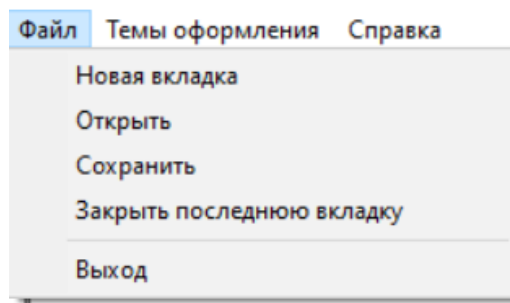 Файл Темы оформления Справка
Новая вкладка
Открыть
Сохранить
Закрыть последнюю вкладку
Выход